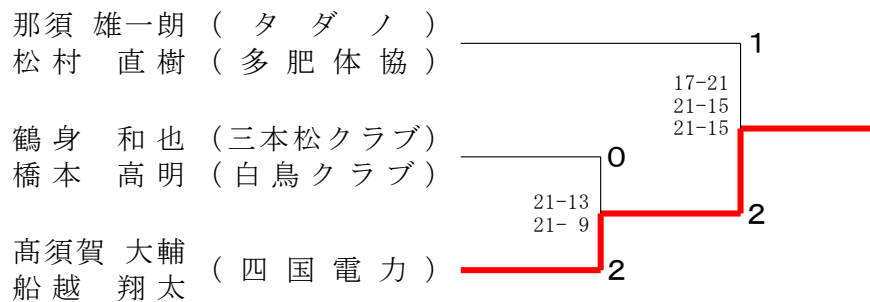 那須 雄一朗 ( タ ダ ノ )
松村 直樹 ( 多肥体協 )
1
17-21
21-15
21-15
鶴身 和也 (三本松クラブ)
橋本 高明 (白鳥クラブ)
0
21-13
21- 9
2
髙須賀 大輔
船越 翔太
( 四国電力 )
2